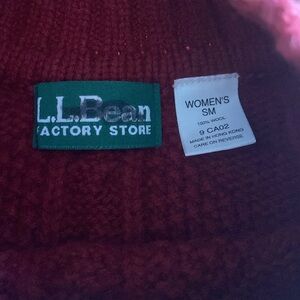 L.L.Bean
FACTORY STORE
WOMEN'S
SM
100% WOOL
9 CA02
MADE IN HONG KONG
CARE ON REVERSE